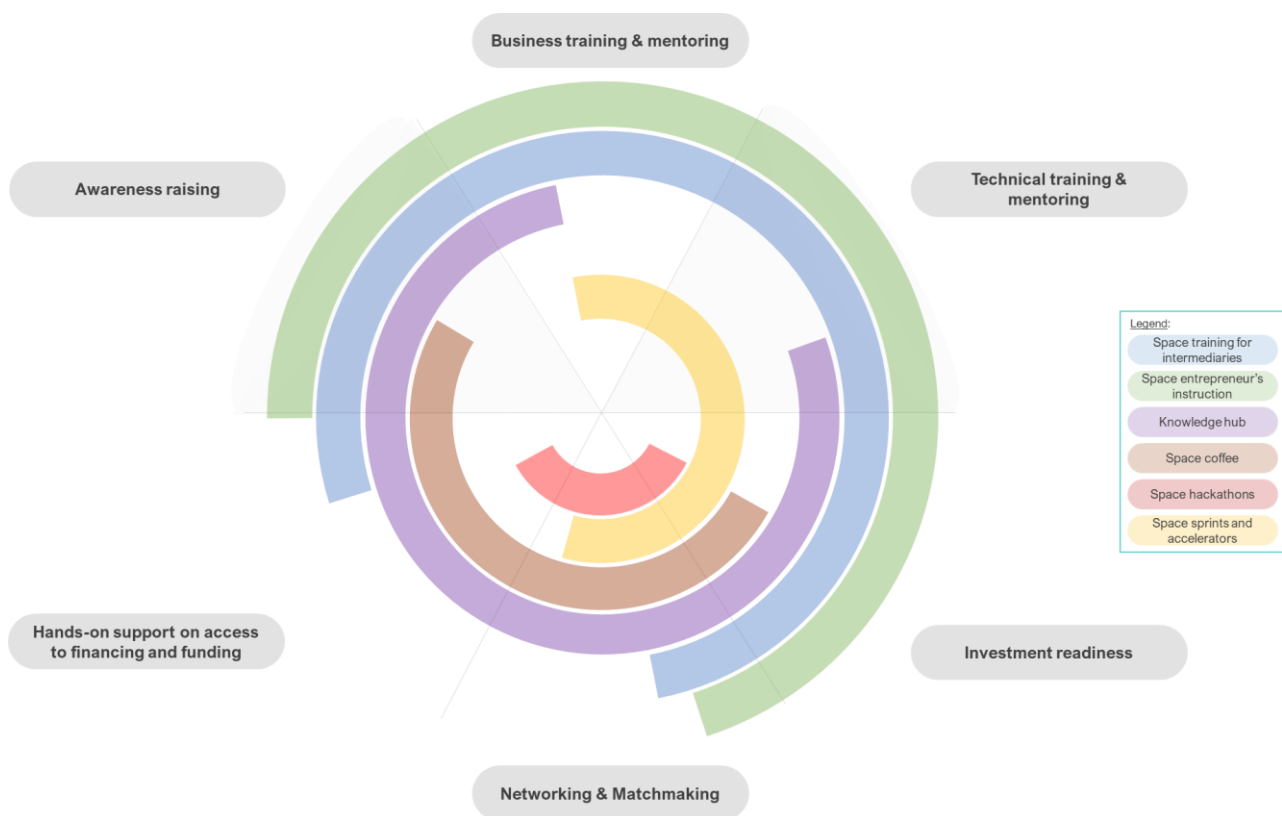 Business training & mentoring
Awareness raising
Technical training &
mentoring
Legend:
Space training for
intermediaries
Space entrepreneur's
instruction
Knowledge hub
Space coffee
Space hackathons
Space sprints and
accelerators
Hands-on support on access
to financing and funding
Investment readiness
Networking & Matchmaking